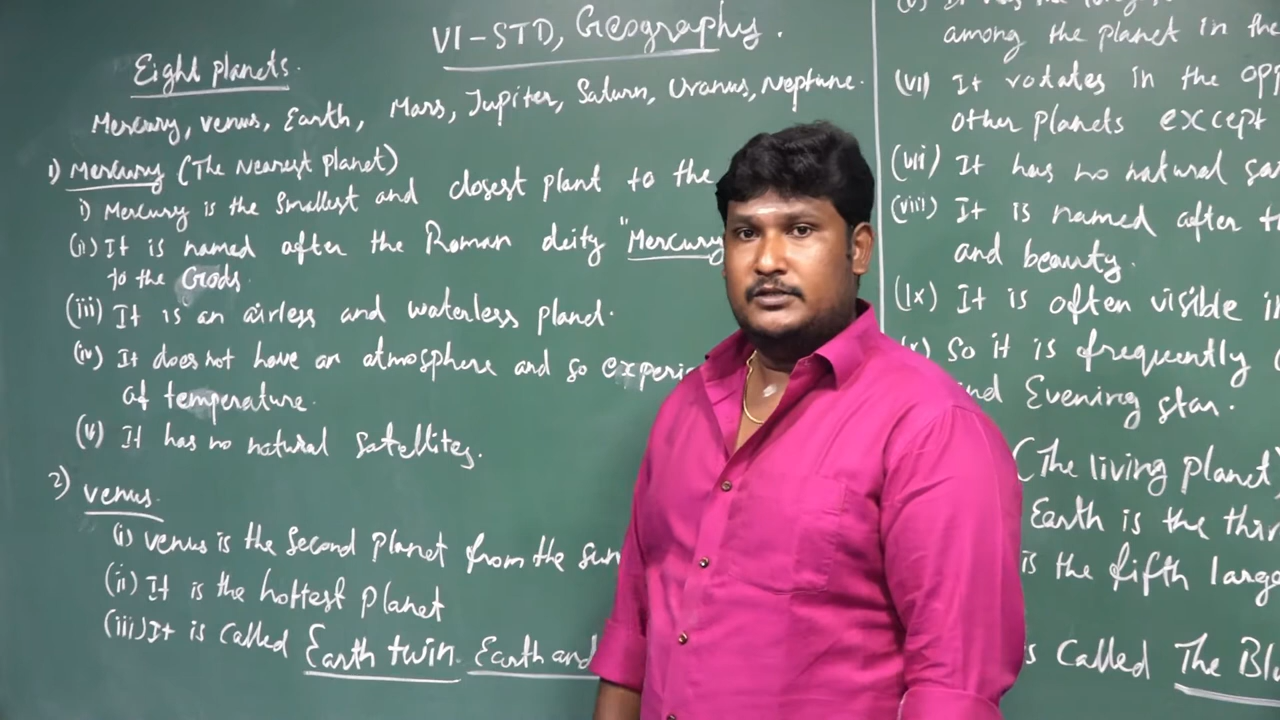 VI-STD, Geography.
Eight planets.
Mercury, Venus, Earth, Mars, Jupiter, Saturn, Uranus, Neptune.
1) Mercury (The Nearest Planet)
i) Mercury is the smallest and closest plant to the
(ii) It is named after the Roman deity "Mercury
to the Gods.
(iii) It is an airless and waterless planet.
(iv) It does not have an atmosphere and so experie
of temperature.
(v) It has no natural satellites.
2) Venus.
(i) Venus is the second planet from the sun
(ii) It is the hottest planet
(iii) It is called Earth twin. Earth and
among the planet in the
(vi) It rotates in the opp
other planets except
(vii) It has no natural sa
(viii) It is named after t
and beauty.
(ix) It is often visible i
So it is frequently
and Evening star.
(The living planet)
Earth is the thir
is the fifth large
s called The Blu